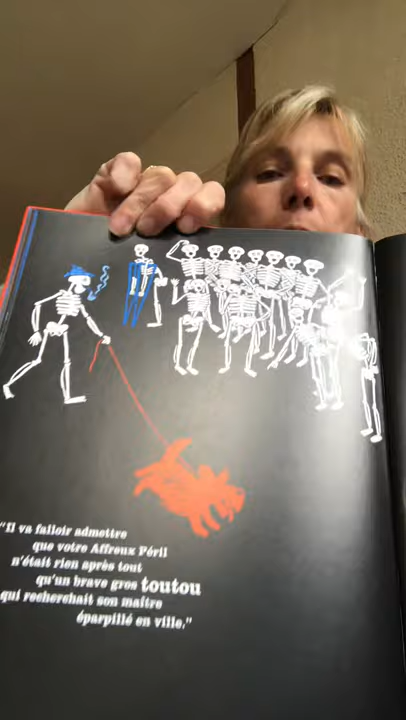 "Il va falloir admettre
que votre Affreux Péril
n'était rien après tout
qu'un brave gros toutou
qui recherchait son maître
éparpillé en ville."